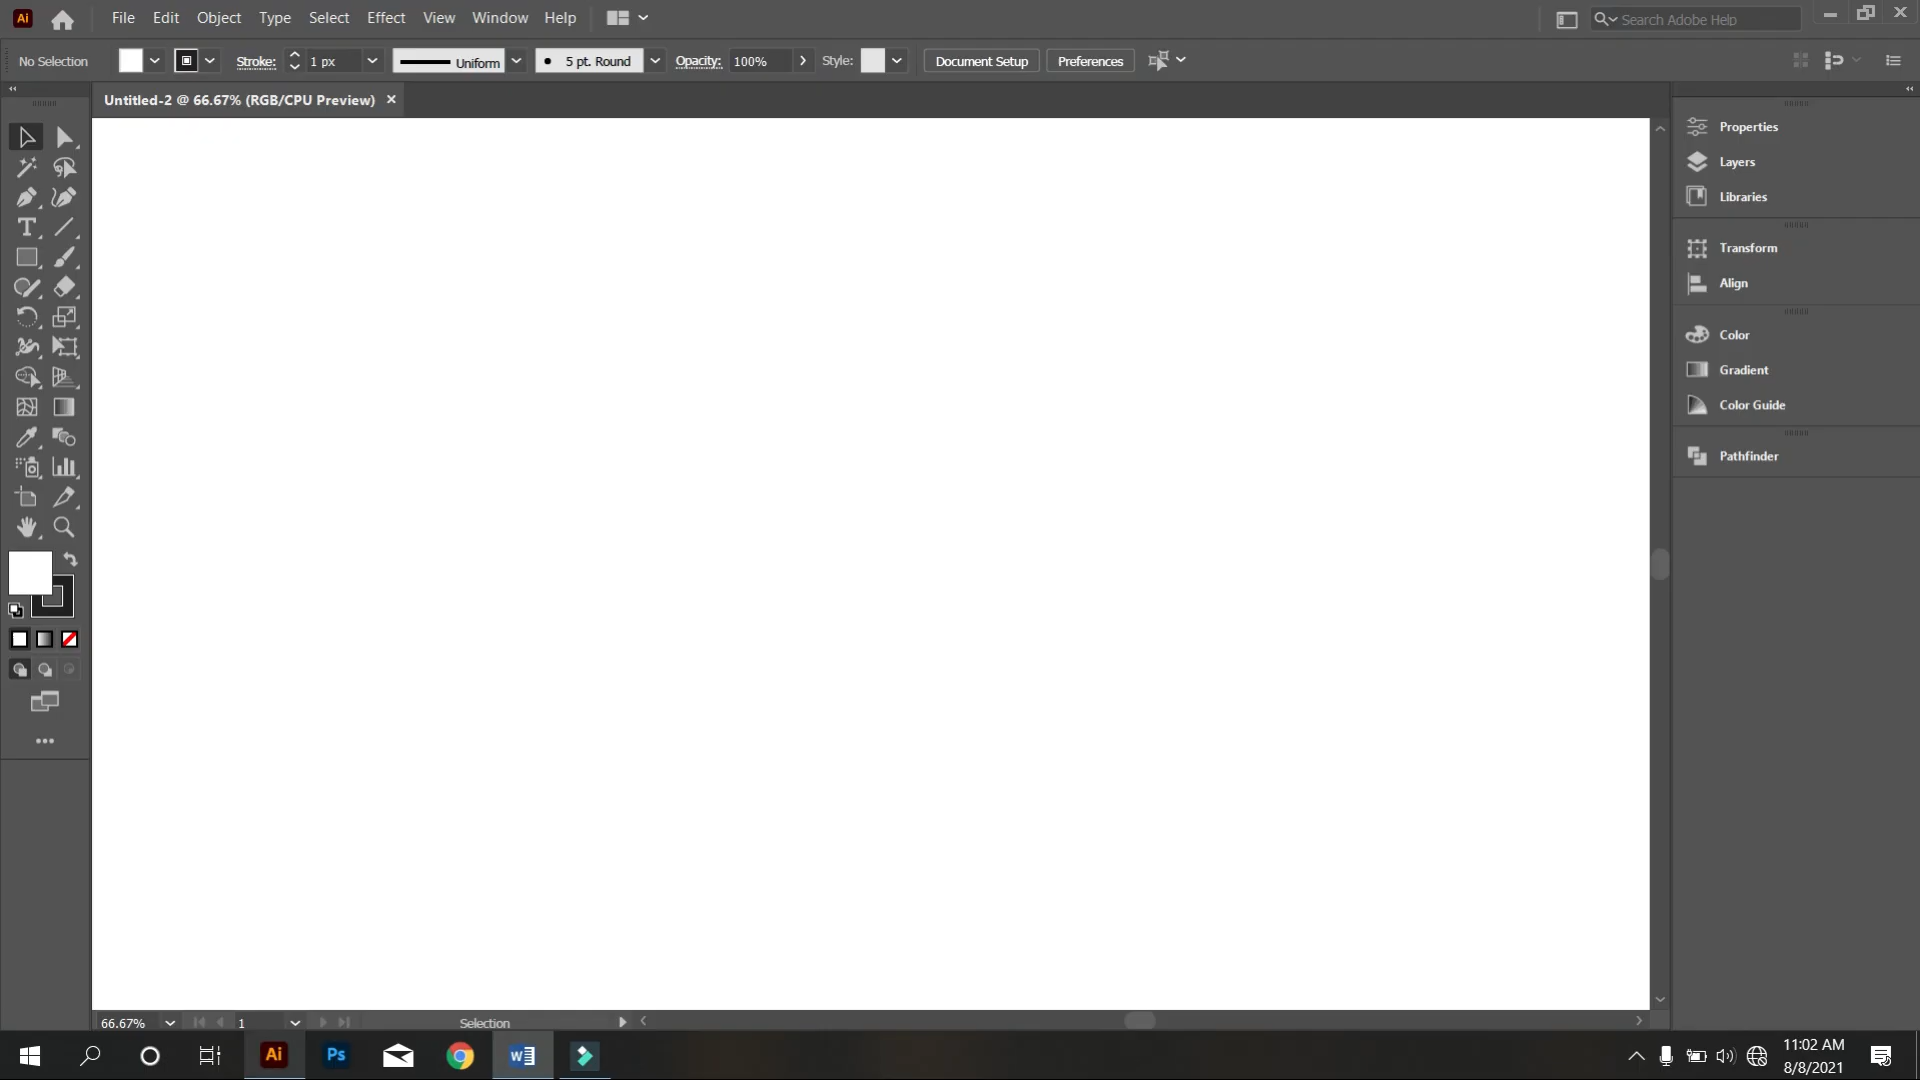 Ai File Edit Object Type Select Effect View Window Help Search Adobe Help
No Selection Stroke: 1 px Uniform 5 pt. Round Opacity: 100% Style: Document Setup Preferences
Untitled-2 @ 66.67% (RGB/CPU Preview) ×
Properties
Layers
Libraries
Transform
Align
Color
Gradient
Color Guide
Pathfinder
66.67% 1 Selection
Ai Ps W 11:02 AM
8/8/2021